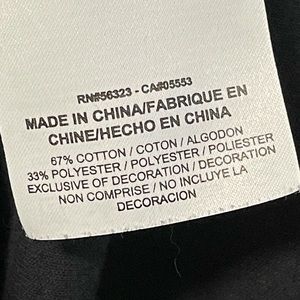 RN#56323 - CA#05553
MADE IN CHINA/FABRIQUE EN
CHINE/HECHO EN CHINA
67% COTTON / COTON / ALGODON
33% POLYESTER / POLYESTER / POLIESTER
EXCLUSIVE OF DECORATION / DECORATION
NON COMPRISE / NO INCLUYE LA
DECORACION